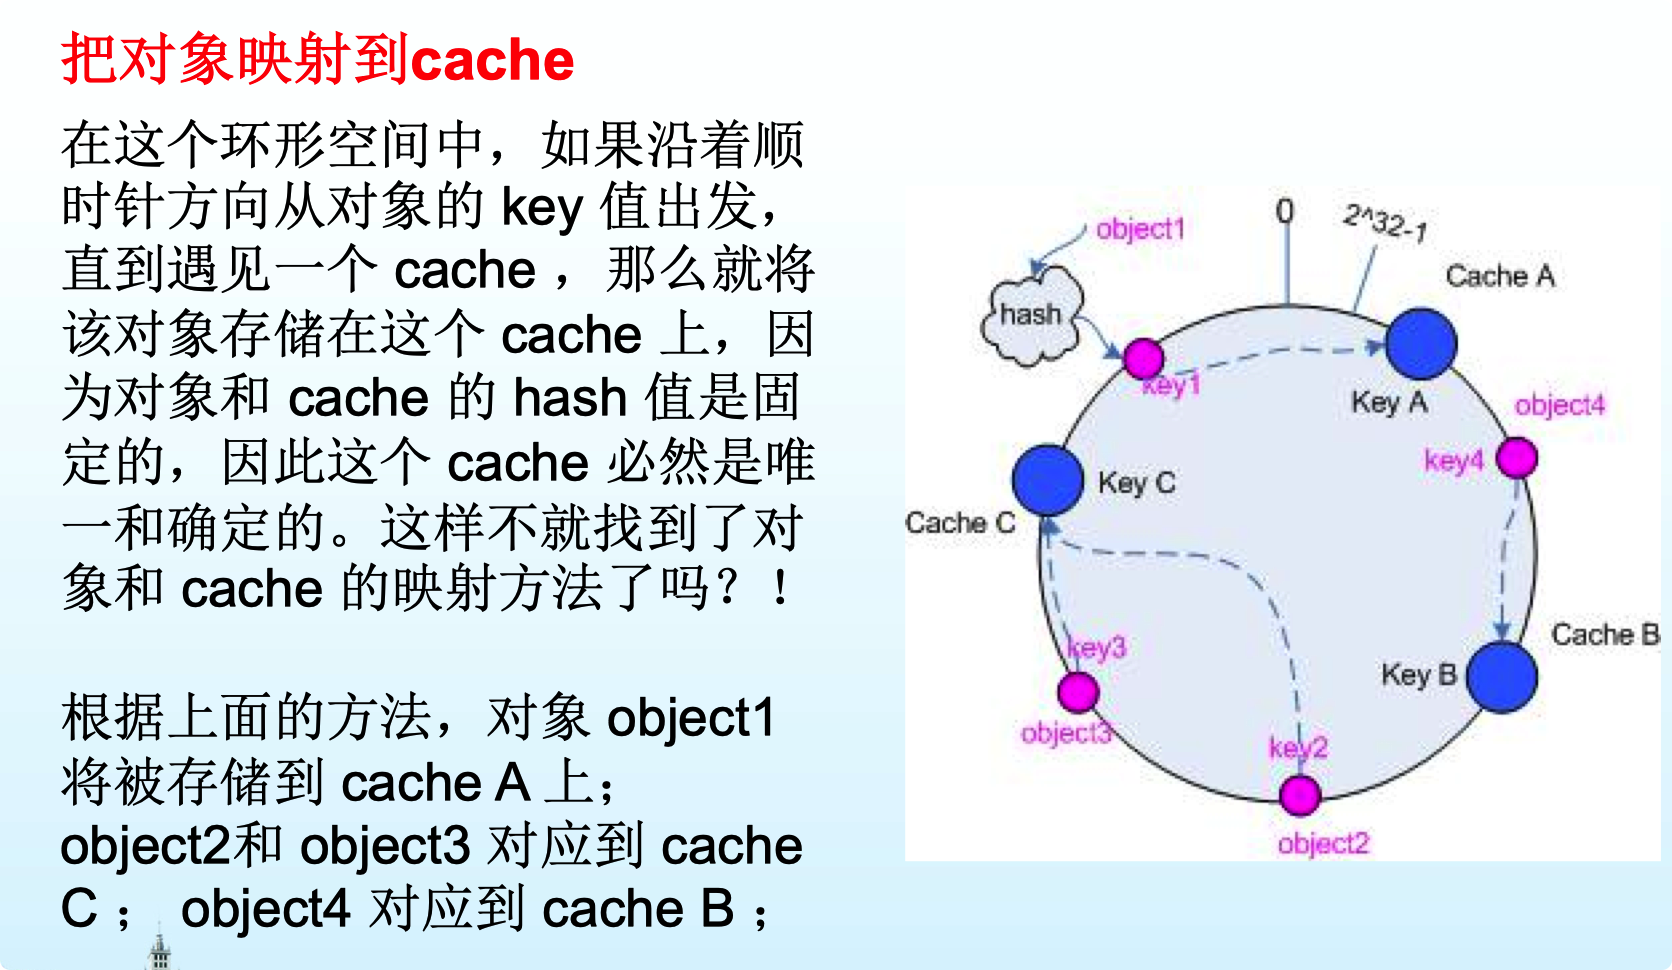 把对象映射到cache
在这个环形空间中，如果沿着顺
时针方向从对象的 key 值出发，
直到遇见一个 cache ，那么就将
该对象存储在这个 cache 上，因
为对象和 cache 的 hash 值是固
定的，因此这个 cache 必然是唯
一和确定的。这样不就找到了对
象和 cache 的映射方法了吗？！
根据上面的方法，对象 object1
将被存储到 cache A 上；
object2和 object3 对应到 cache
C ； object4 对应到 cache B ；
0
2^32-1
object1
hash
key1
Cache A
Key A
object4
key4
Key C
Cache C
Cache B
Key B
key3
object3
key2
object2